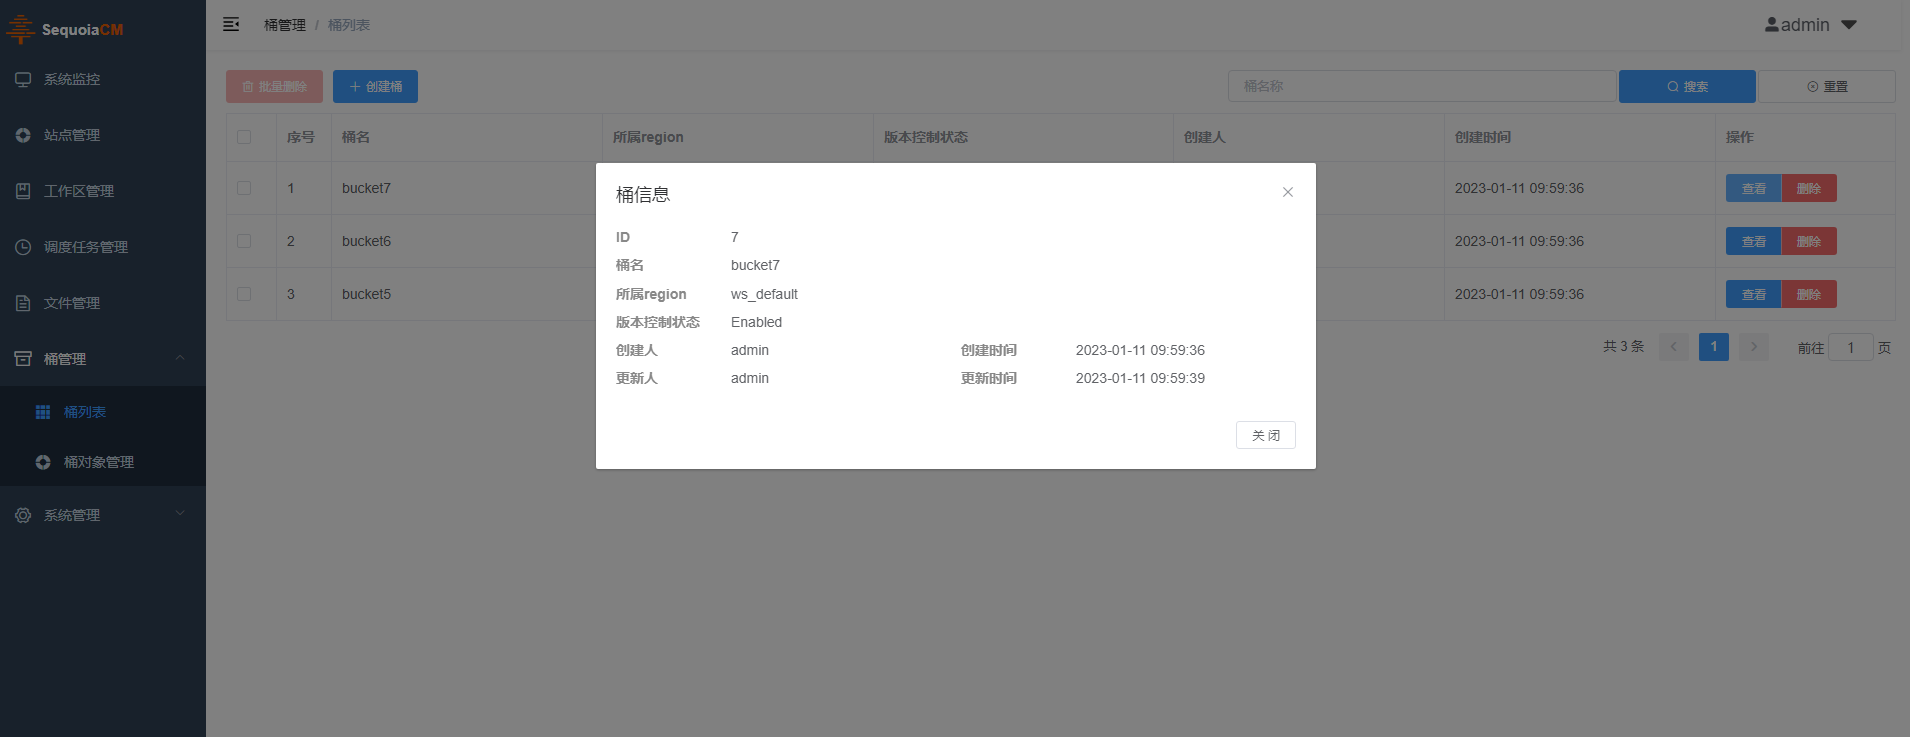 SequoiaCM
系统监控
站点管理
工作区管理
调度任务管理
文件管理
桶管理
桶列表
桶对象管理
系统管理
桶管理 / 桶列表
admin
批量删除
创建桶
桶名称
搜索
重置
序号 桶名 所属region 版本控制状态 创建人 创建时间 操作
1 bucket7 2023-01-11 09:59:36 查看 删除
2 bucket6 2023-01-11 09:59:36 查看 删除
3 bucket5 2023-01-11 09:59:36 查看 删除
共 3 条 1 前往 1 页
桶信息
ID 7
桶名 bucket7
所属region ws_default
版本控制状态 Enabled
创建人 admin 创建时间 2023-01-11 09:59:36
更新人 admin 更新时间 2023-01-11 09:59:39
关 闭